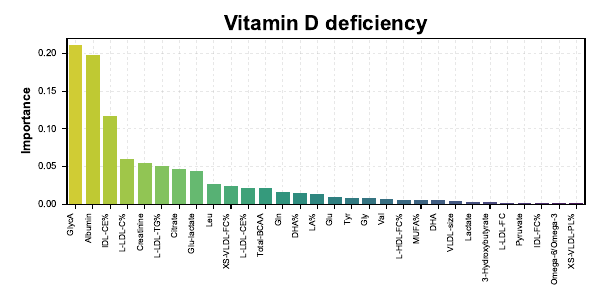 Vitamin D deficiency
Importance
0.20
0.15
0.10
0.05
0.00
GlycA
Albumin
IDL-CE%
L-LDL-C%
Creatinine
L-LDL-TG%
Citrate
Glu-lactate
Leu
XS-VLDL-FC%
L-LDL-CE%
Total-BCAA
Gln
DHA%
LA%
Glu
Tyr
Gly
Val
L-HDL-FC%
MUFA%
DHA
VLDL-size
Lactate
3-Hydroxybutyrate
L-LDL-FC
Pyruvate
IDL-FC%
Omega-6/Omega-3
XS-VLDL-PL%